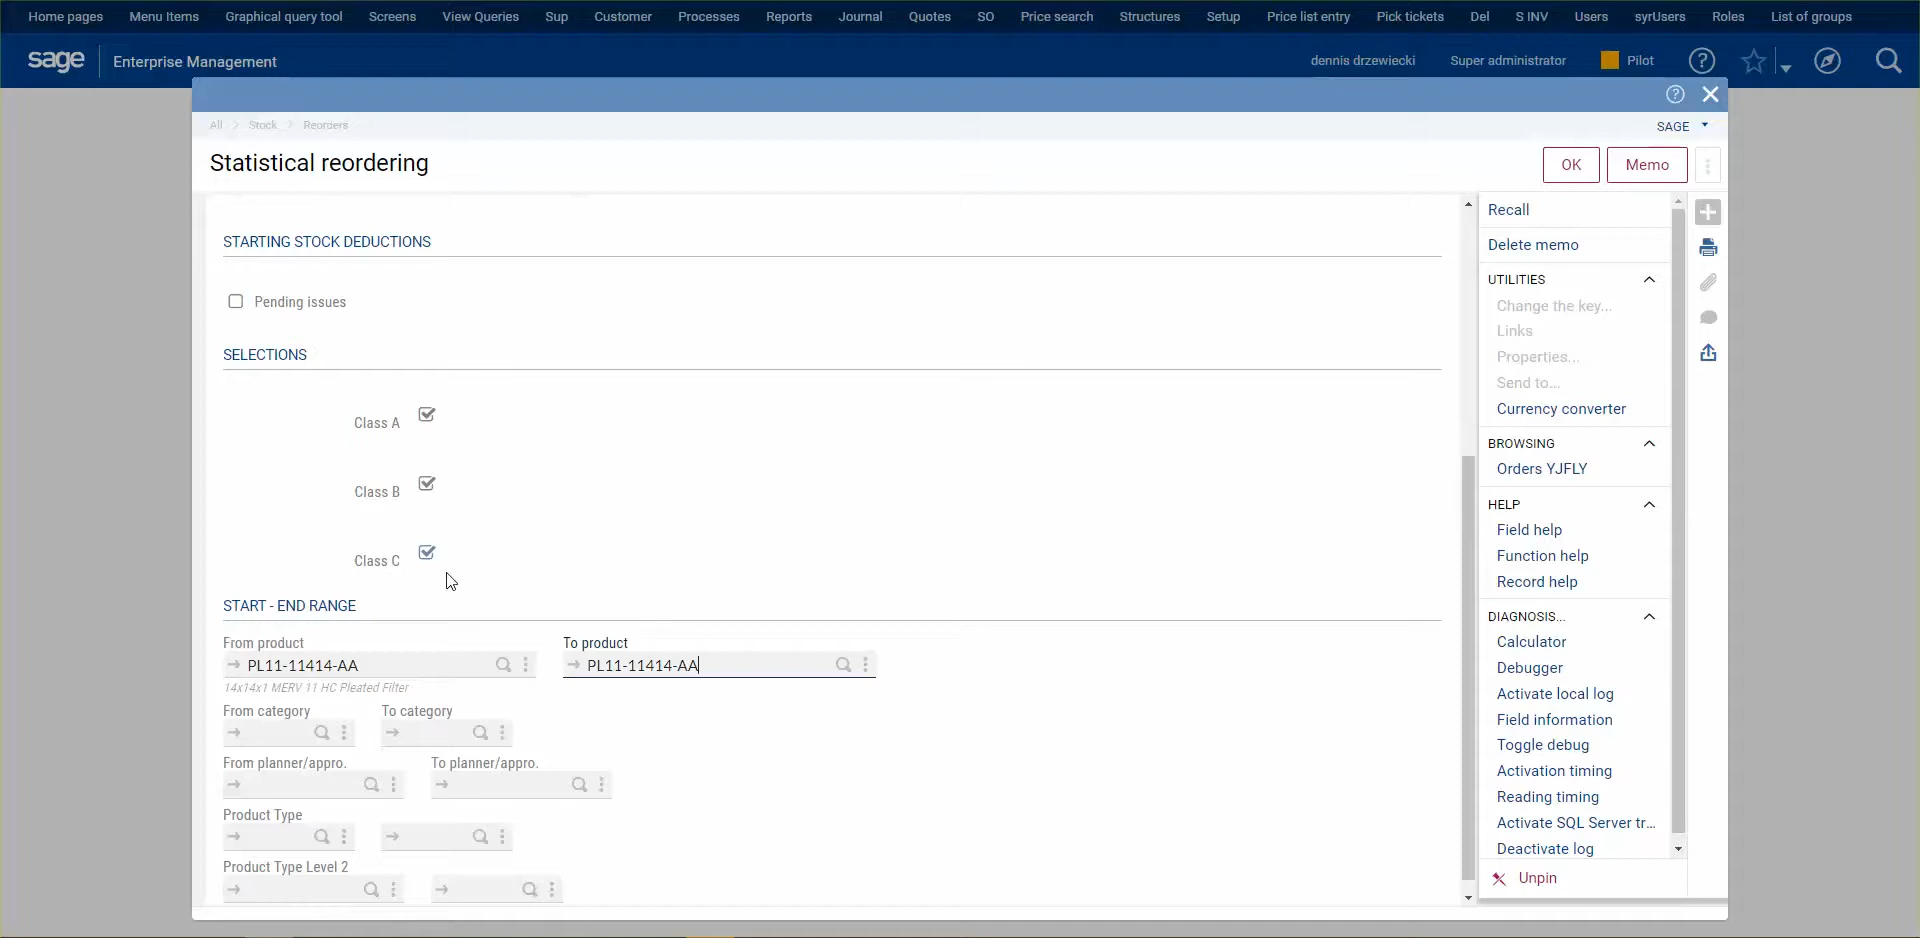 Home pages Menu Items Graphical query tool Screens View Queries Sup Customer Processes Reports Journal Quotes SO Price search Structures Setup Price list entry Pick tickets Del S INV Users syrUsers Roles List of groups
sage Enterprise Management dennis drzewiecki Super administrator Pilot
All > Stock > Reorders SAGE
Statistical reordering OK Memo
STARTING STOCK DEDUCTIONS
Pending issues
SELECTIONS
Class A
Class B
Class C
START - END RANGE
From product To product
PL11-11414-AA PL11-11414-AA
14x14x1 MERV 11 HC Pleated Filter
From category To category
From planner/appro. To planner/appro.
Product Type
Product Type Level 2
Recall
Delete memo
UTILITIES
Change the key...
Links
Properties...
Send to...
Currency converter
BROWSING
Orders YJFLY
HELP
Field help
Function help
Record help
DIAGNOSIS...
Calculator
Debugger
Activate local log
Field information
Toggle debug
Activation timing
Reading timing
Activate SQL Server tr...
Deactivate log
Unpin